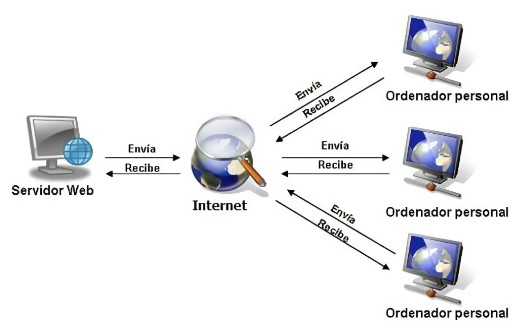 Envía
Recibe
Ordenador personal
Envía
Recibe
Servidor Web
Internet
Envía
Recibe
Ordenador personal
Envía
Recibe
Ordenador personal